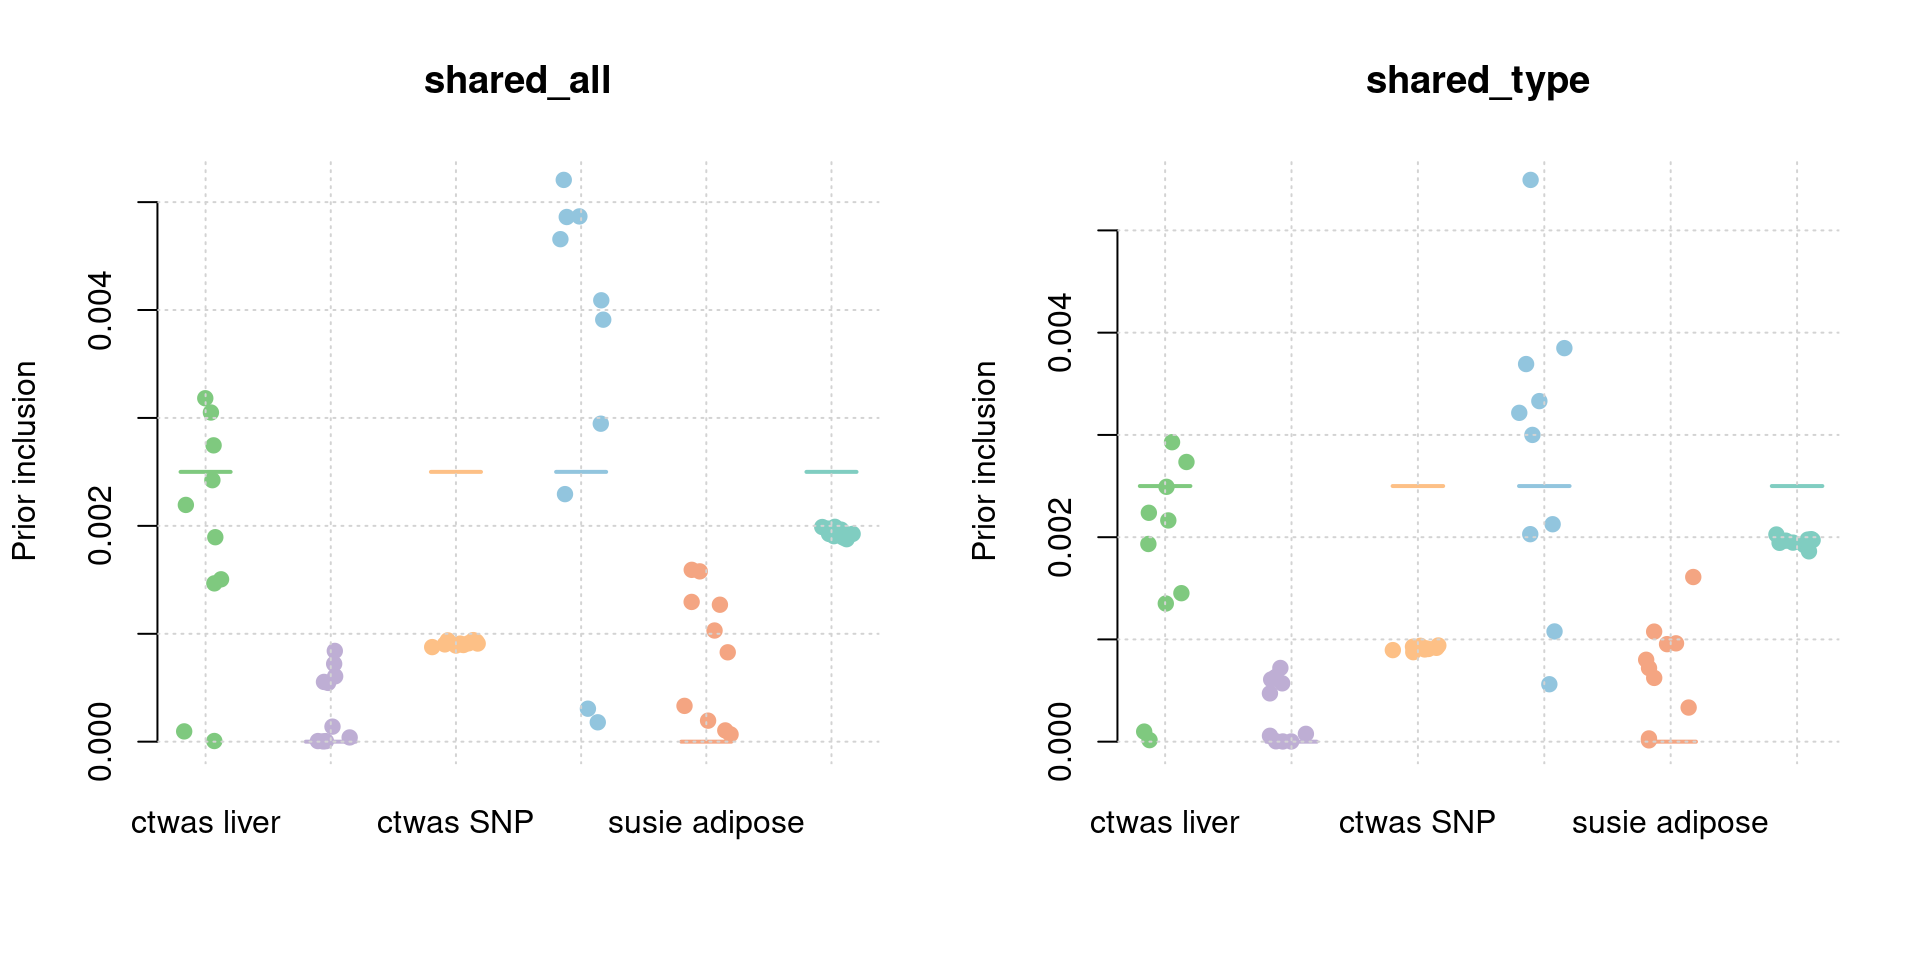 shared_all
Prior inclusion
0.004
0.002
0.000
ctwas liver
ctwas SNP
susie adipose
shared_type
Prior inclusion
0.004
0.002
0.000
ctwas liver
ctwas SNP
susie adipose